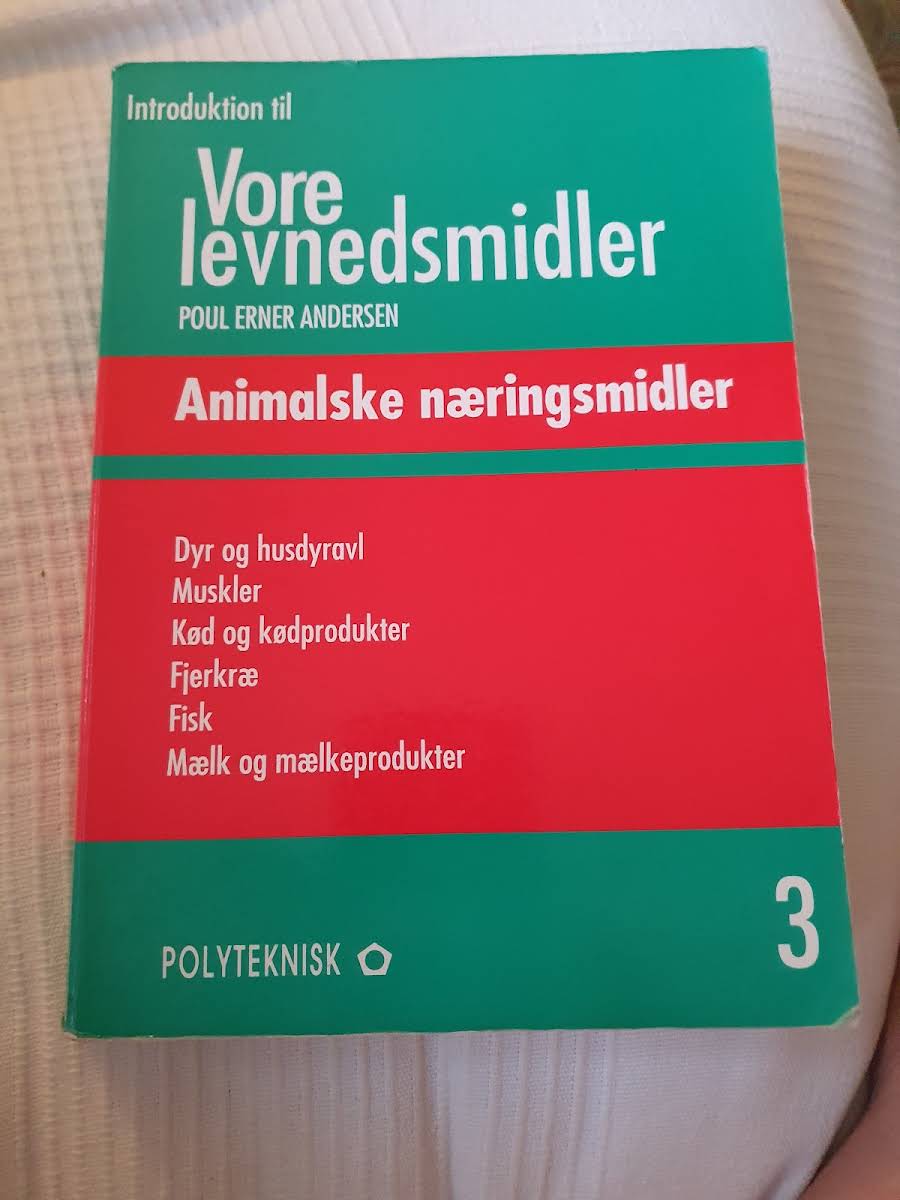 Introduktion til
Vore
levnedsmidler
POUL ERNER ANDERSEN
Animalske næringsmidler
Dyr og husdyravl
Muskler
Kød og kødprodukter
Fjerkræ
Fisk
Mælk og mælkeprodukter
3
POLYTEKNISK